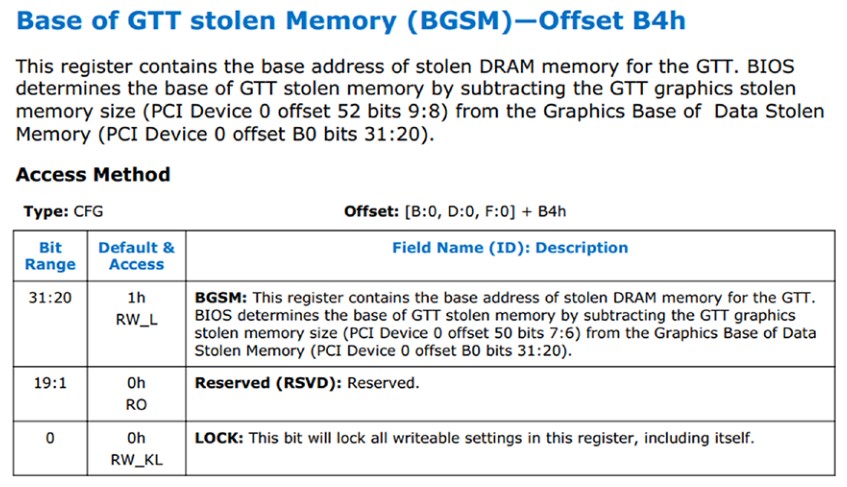 Base of GTT stolen Memory (BGSM)—Offset B4h
This register contains the base address of stolen DRAM memory for the GTT. BIOS
determines the base of GTT stolen memory by subtracting the GTT graphics stolen
memory size (PCI Device 0 offset 52 bits 9:8) from the Graphics Base of Data Stolen
Memory (PCI Device 0 offset B0 bits 31:20).
Access Method
Type: CFG Offset: [B:0, D:0, F:0] + B4h
Bit Range Default & Access Field Name (ID): Description
31:20 1h RW_L BGSM: This register contains the base address of stolen DRAM memory for the GTT.
BIOS determines the base of GTT stolen memory by subtracting the GTT graphics
stolen memory size (PCI Device 0 offset 50 bits 7:6) from the Graphics Base of Data
Stolen Memory (PCI Device 0 offset B0 bits 31:20).
19:1 0h RO Reserved (RSVD): Reserved.
0 0h RW_KL LOCK: This bit will lock all writeable settings in this register, including itself.